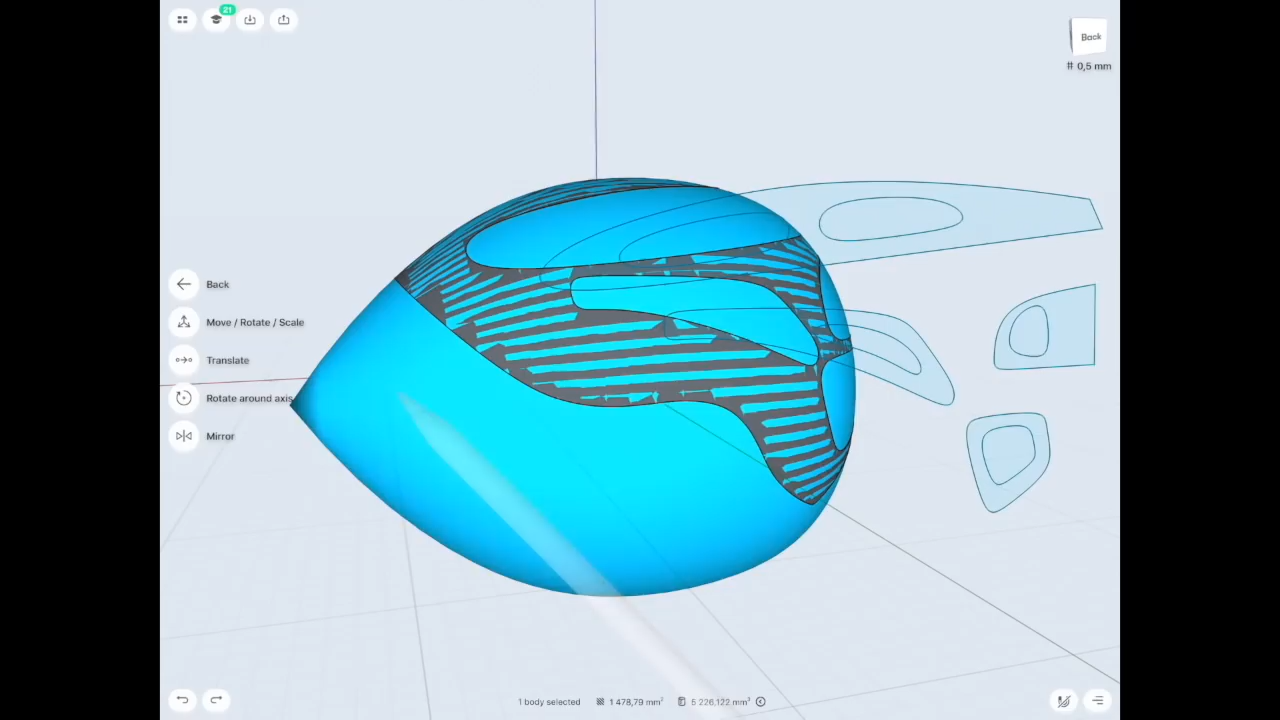 21
Back
0,5 mm
Back
Move / Rotate / Scale
Translate
Rotate around axis
Mirror
1 body selected 1 478,79 mm² 5 226,122 mm³